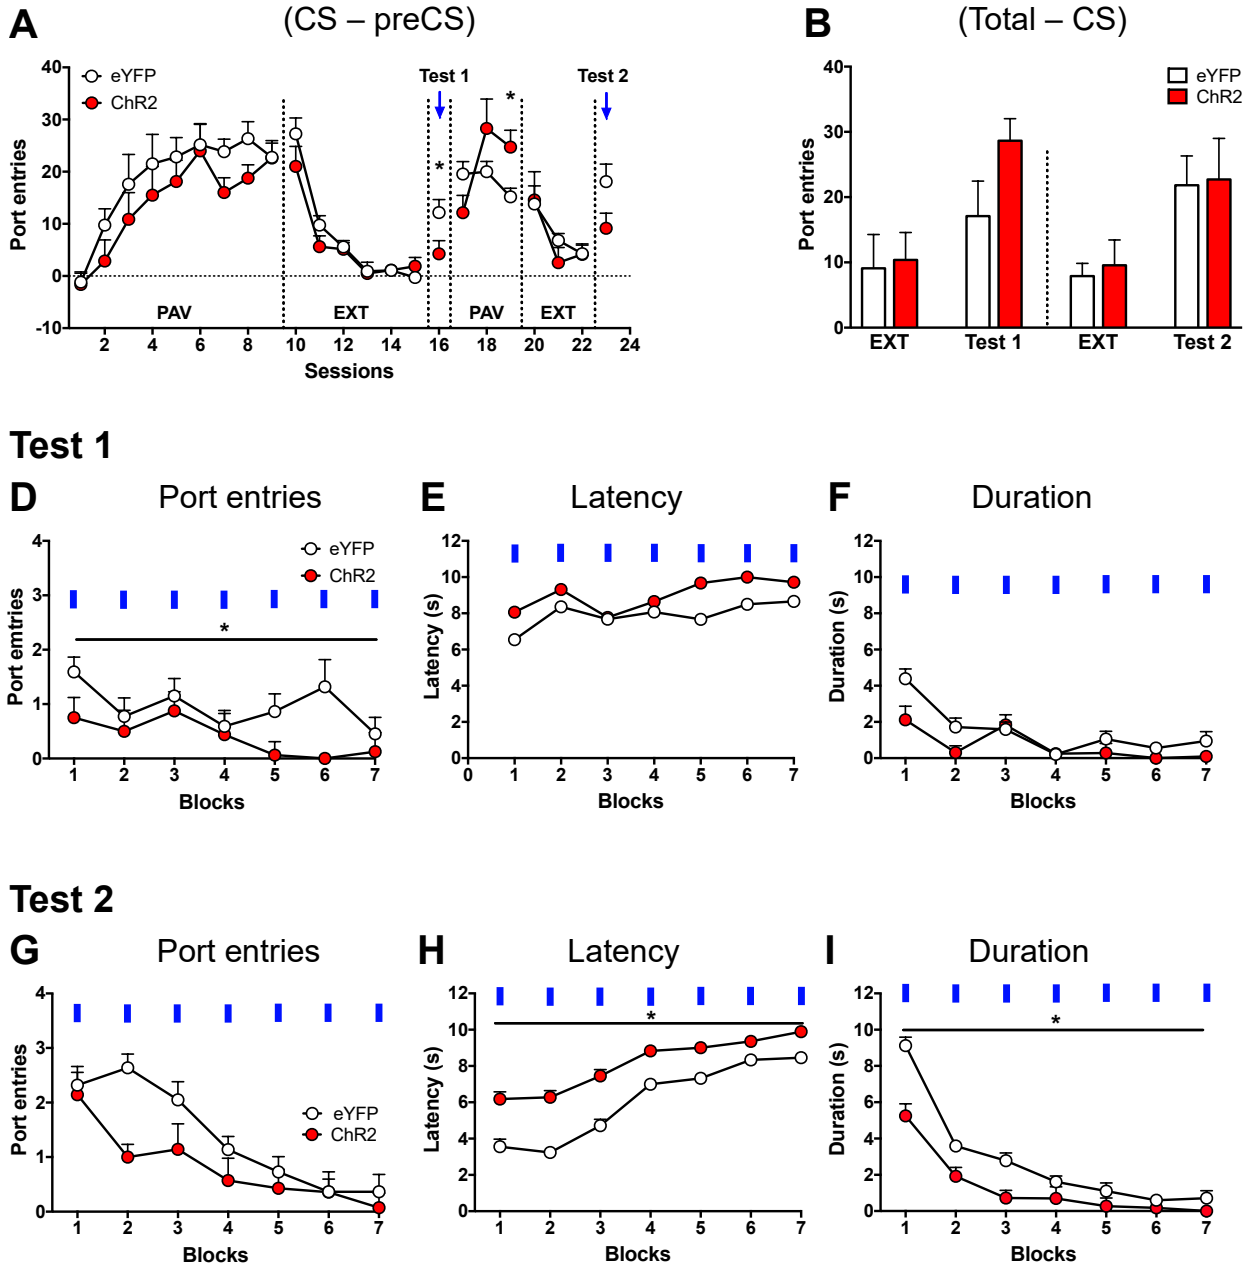 A
(CS – preCS)
40
30
20
10
0
-10
Port entries
eYFP
ChR2
Test 1
Test 2
*
*
PAV
EXT
PAV
EXT
2
4
6
8
10
12
14
16
18
20
22
24
Sessions
B
(Total – CS)
40
30
20
10
0
Port entries
eYFP
ChR2
EXT
Test 1
EXT
Test 2
Test 1
D
Port entries
4
3
2
1
0
Port emtries
eYFP
ChR2
*
1
2
3
4
5
6
7
Blocks
E
Latency
12
10
8
6
4
2
0
Latency (s)
0
1
2
3
4
5
6
7
Blocks
F
Duration
12
10
8
6
4
2
0
Duration (s)
1
2
3
4
5
6
7
Blocks
Test 2
G
Port entries
4
3
2
1
0
Port entries
eYFP
ChR2
1
2
3
4
5
6
7
Blocks
H
Latency
12
10
8
6
4
2
0
Latency (s)
*
1
2
3
4
5
6
7
Blocks
I
Duration
12
10
8
6
4
2
0
Duration (s)
*
1
2
3
4
5
6
7
Blocks